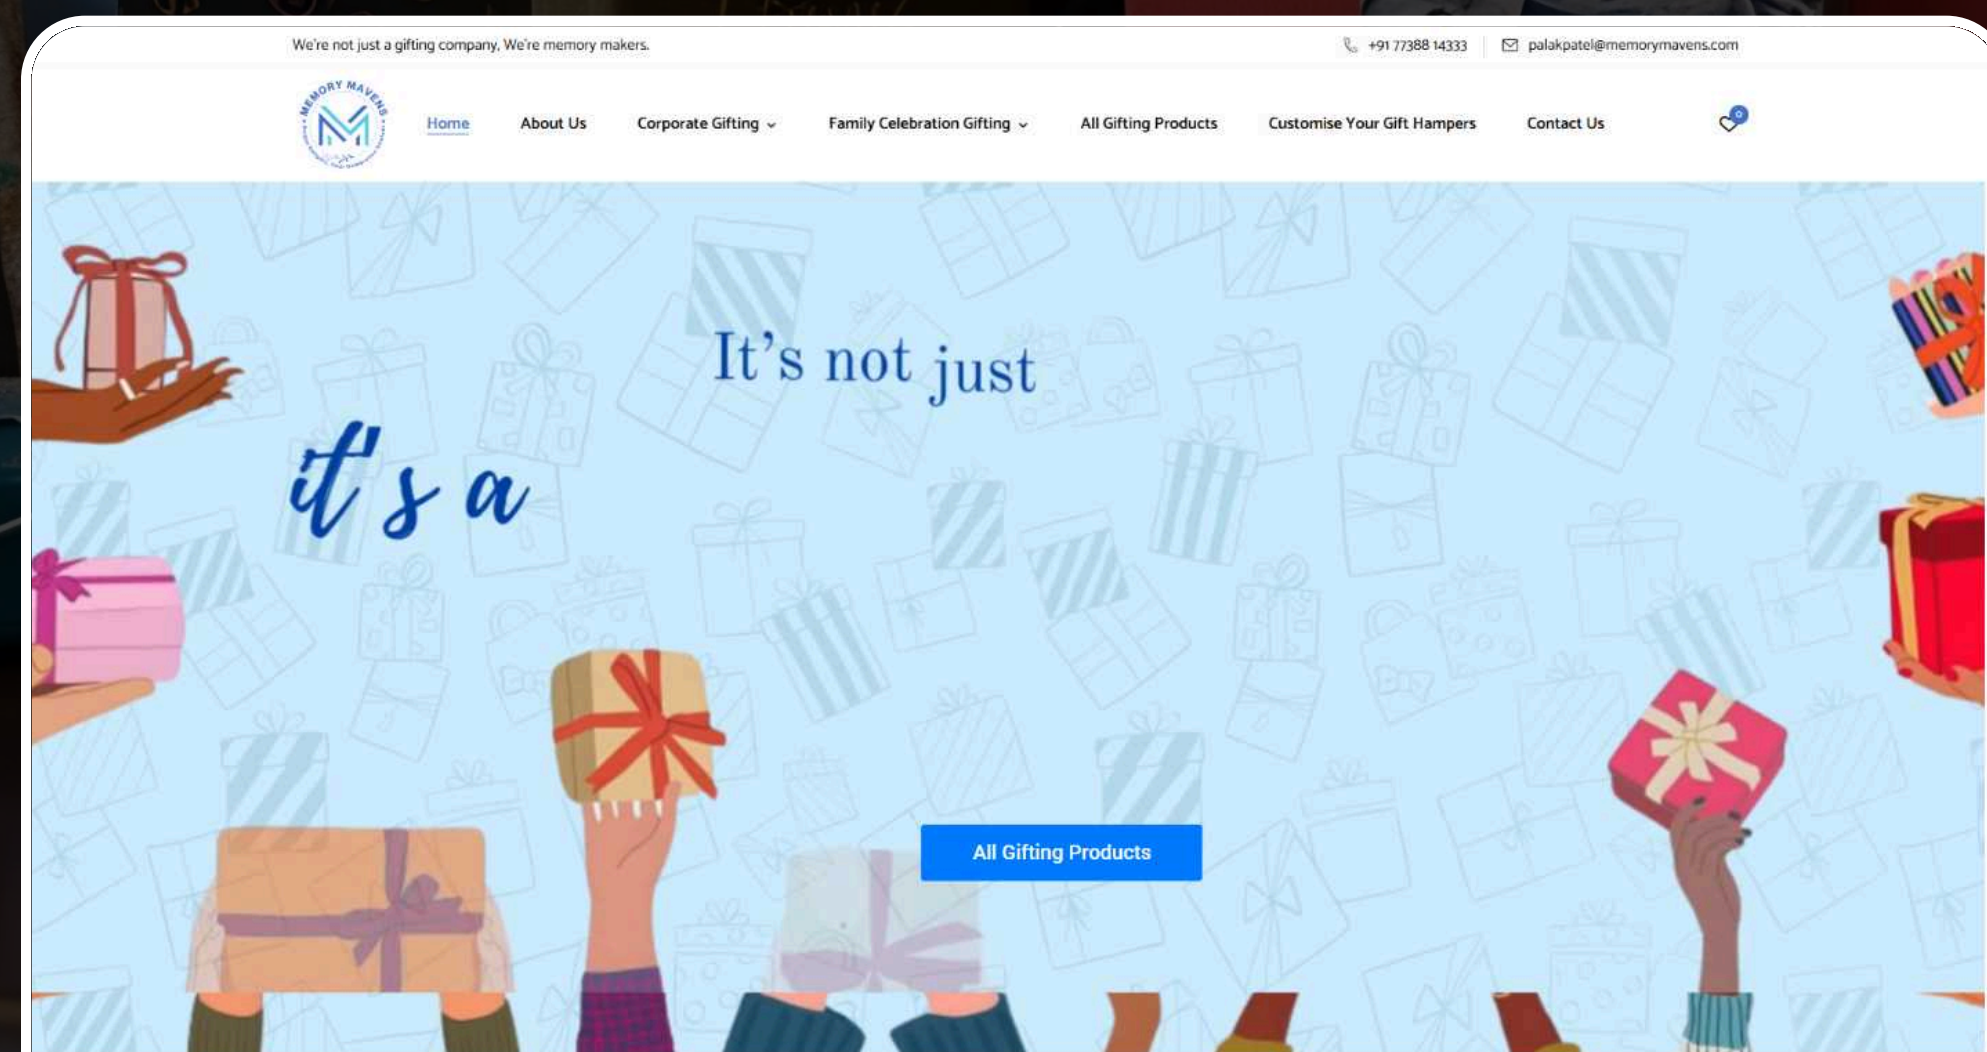 We're not just a gifting company, We're memory makers.
+91 77388 14333
palakpatel@memorymavens.com
MEMORY MAVENS
Home
About Us
Corporate Gifting
Family Celebration Gifting
All Gifting Products
Customise Your Gift Hampers
Contact Us
0
It's not just
it's a
All Gifting Products